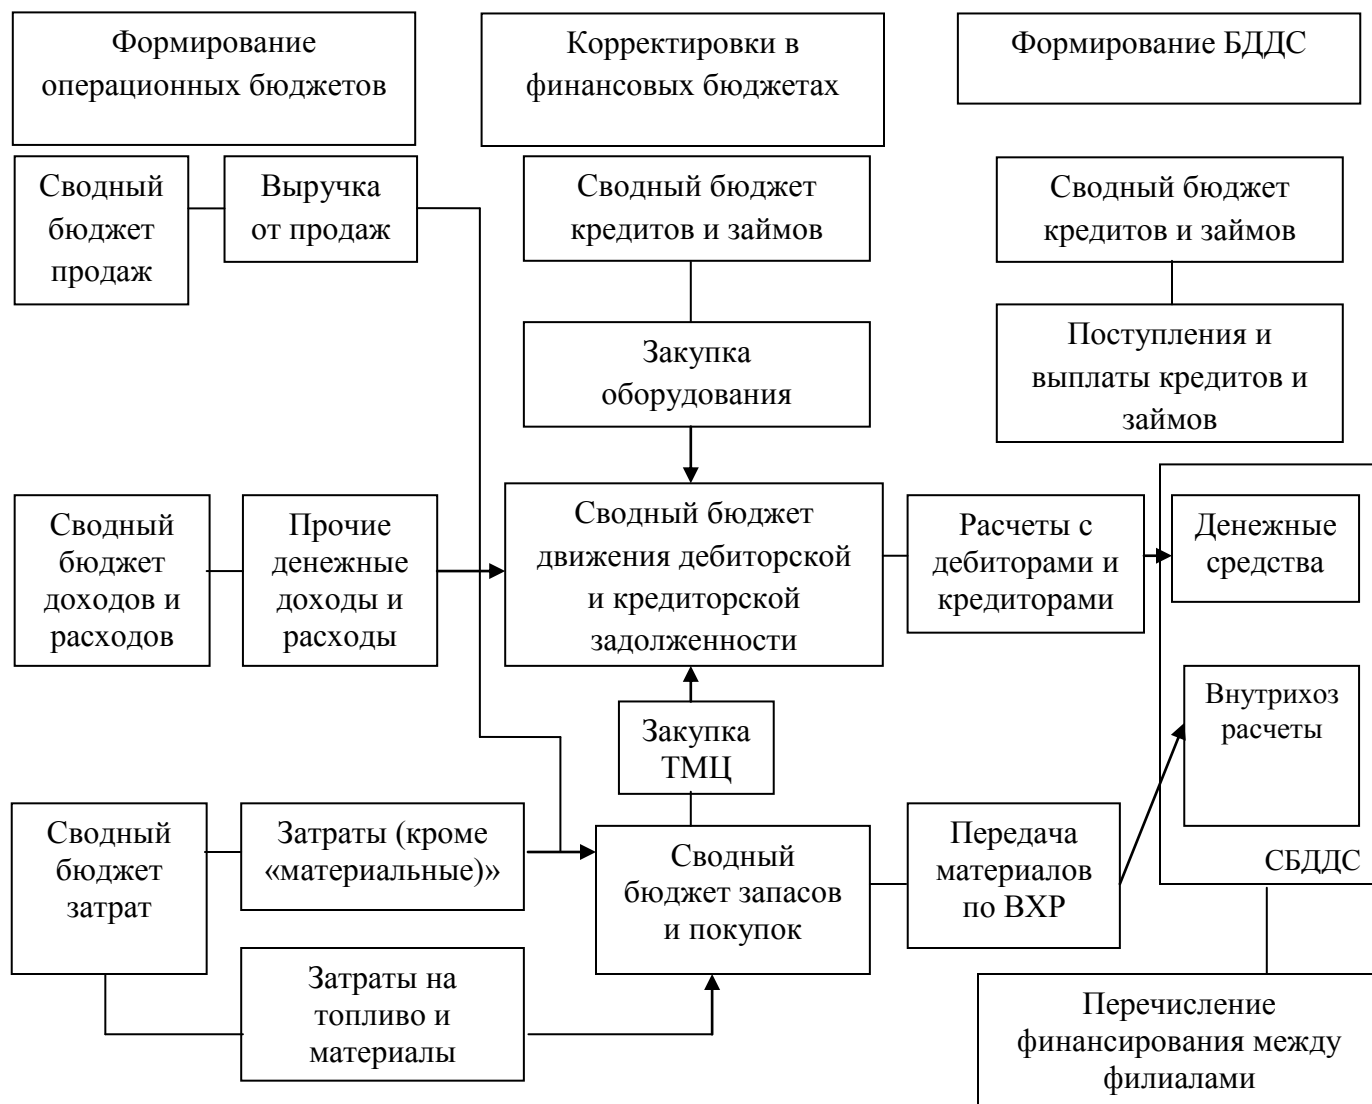 Формирование
операционных бюджетов
Корректировки в
финансовых бюджетах
Формирование БДДС
Сводный
бюджет
продаж
Выручка
от продаж
Сводный бюджет
кредитов и займов
Сводный бюджет
кредитов и займов
Закупка
оборудования
Поступления и
выплаты кредитов и
займов
Сводный
бюджет
доходов и
расходов
Прочие
денежные
доходы и
расходы
Сводный бюджет
движения дебиторской
и кредиторской
задолженности
Расчеты с
дебиторами и
кредиторами
Денежные
средства
Закупка
ТМЦ
Внутрихоз
расчеты
Сводный
бюджет
затрат
Затраты (кроме
«материальные)»
Сводный
бюджет запасов
и покупок
Передача
материалов
по ВХР
СБДДС
Затраты на
топливо и
материалы
Перечисление
финансирования между
филиалами